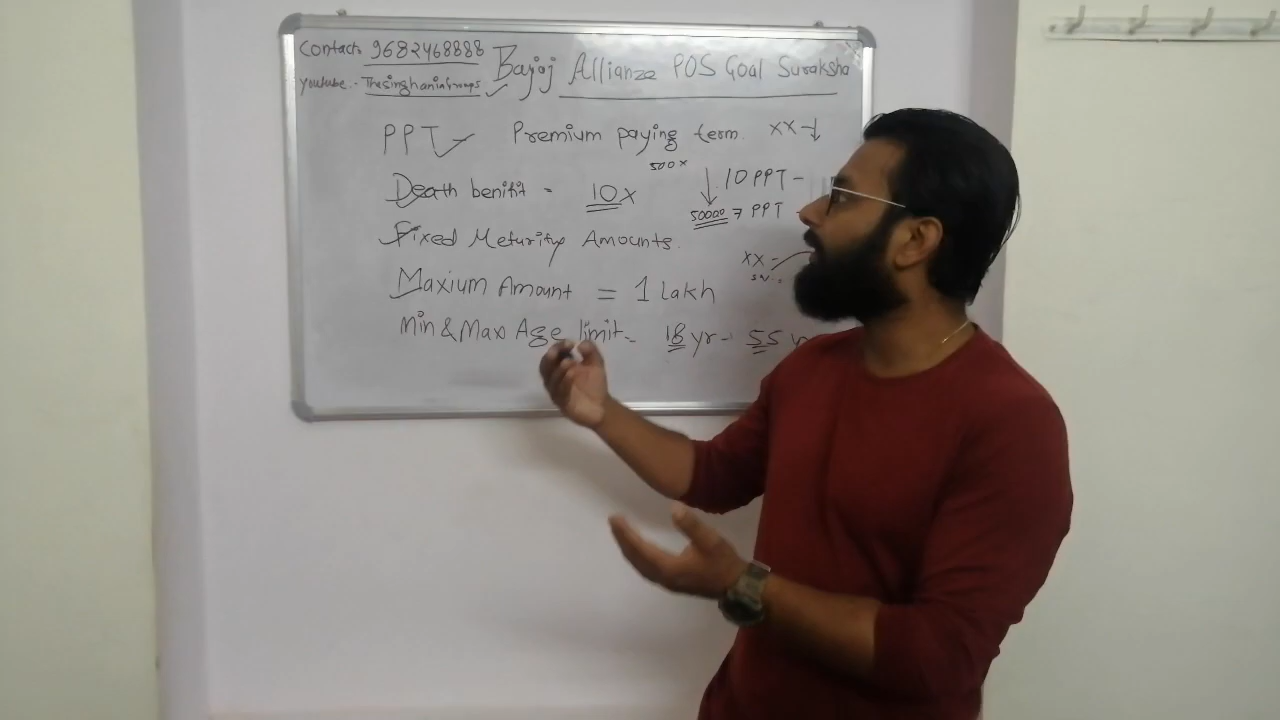 Contact: 9682468888
Youtube:- Thesinghaniagroups
Bajaj Allianze POS Goal Suraksha
PPT Premium paying term. XX
500 x
10 PPT -
Death benifit - 10x
50000 7 PPT
Fixed Meturity Amounts.
XX -
Maxium Amount = 1 lakh
Min & Max Age limit - 18 yr - 55